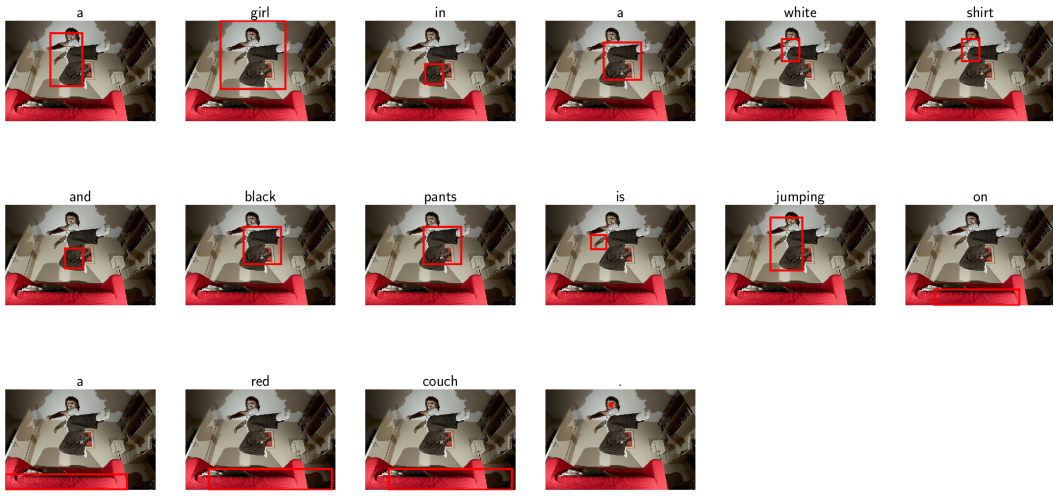 a girl in a white shirt
and black pants is jumping on
a red couch .